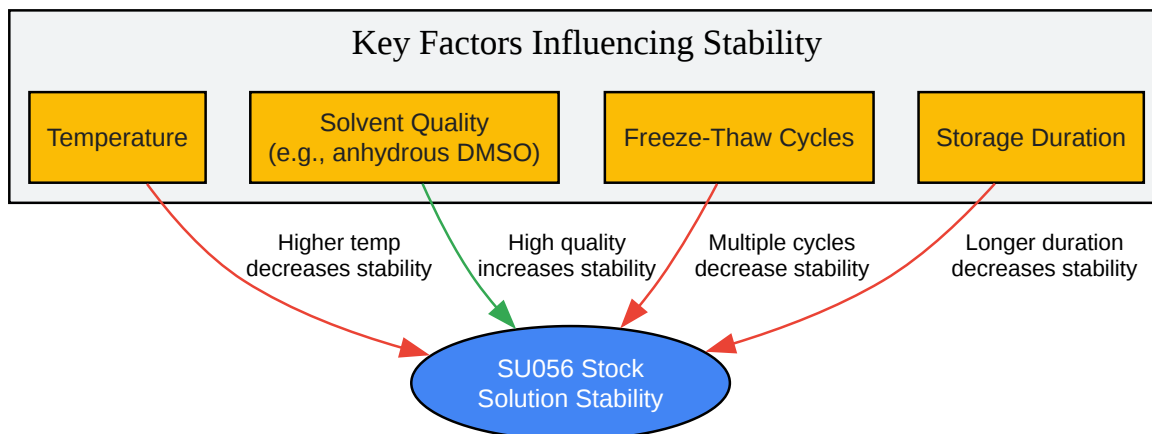 Key Factors Influencing Stability
Temperature
Solvent Quality
(e.g., anhydrous DMSO)
Freeze-Thaw Cycles
Storage Duration
Higher temp
decreases stability
High quality
increases stability
Multiple cycles
decrease stability
Longer duration
decreases stability
SU056 Stock
Solution Stability